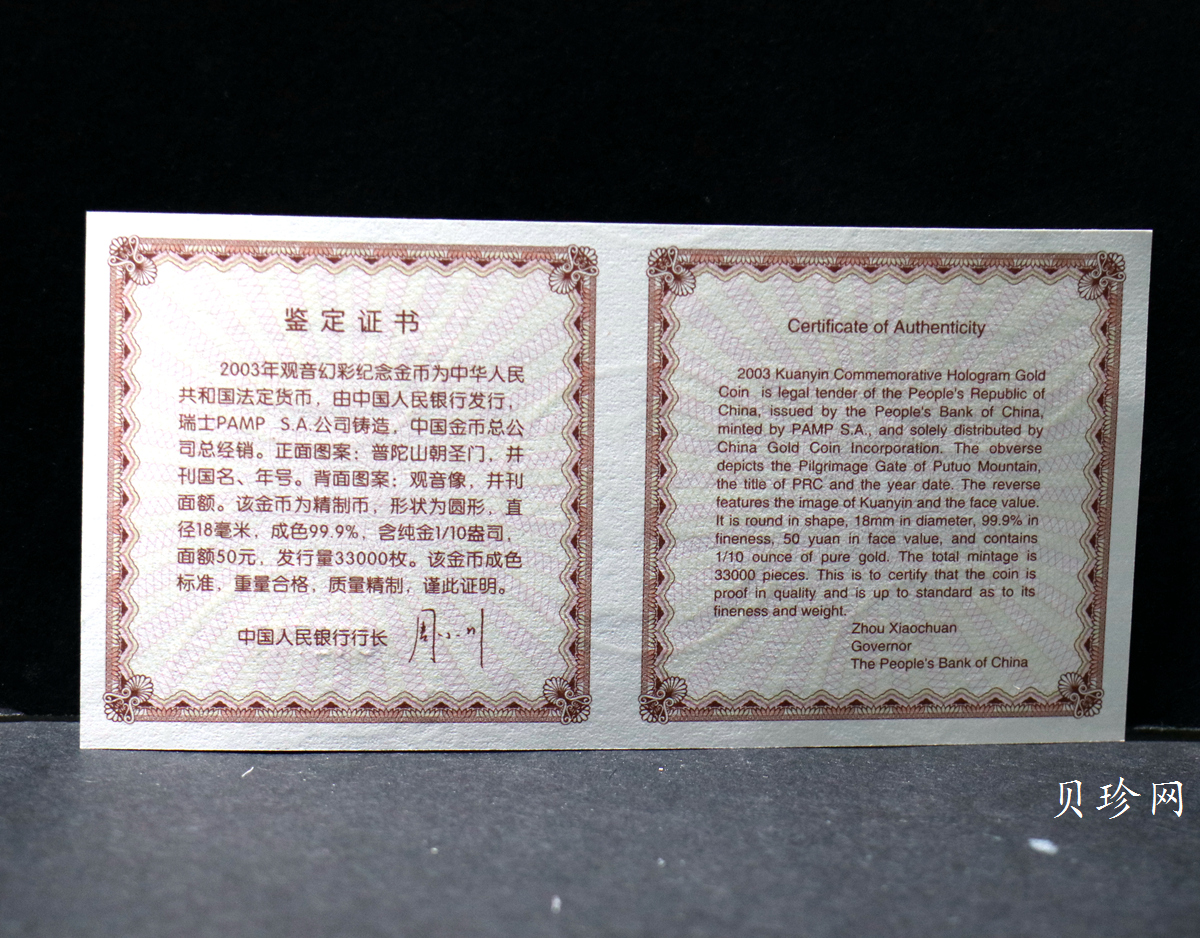 鉴定证书
2003年观音幻彩纪念金币为中华人民
共和国法定货币，由中国人民银行发行，
瑞士PAMP S.A.公司铸造，中国金币总公
司总经销。正面图案：普陀山朝圣门，并
刊国名、年号。背面图案：观音像，并刊
面额。该金币为精制币，形状为圆形，直
径18毫米，成色99.9%，含纯金1/10盎司，
面额50元，发行量33000枚。该金币成色
标准，重量合格，质量精制，谨此证明。
中国人民银行行长 周小川
Certificate of Authenticity
2003 Kuanyin Commemorative Hologram Gold
Coin is legal tender of the People's Republic of
China, issued by the People's Bank of China,
minted by PAMP S.A., and solely distributed by
China Gold Coin Incorporation. The obverse
depicts the Pilgrimage Gate of Putuo Mountain,
the title of PRC and the year date. The reverse
features the image of Kuanyin and the face value.
It is round in shape, 18mm in diameter, 99.9% in
fineness, 50 yuan in face value, and contains
1/10 ounce of pure gold. The total mintage is
33000 pieces. This is to certify that the coin is
proof in quality and is up to standard as to its
fineness and weight.
Zhou Xiaochuan
Governor
The People's Bank of China
贝珍网